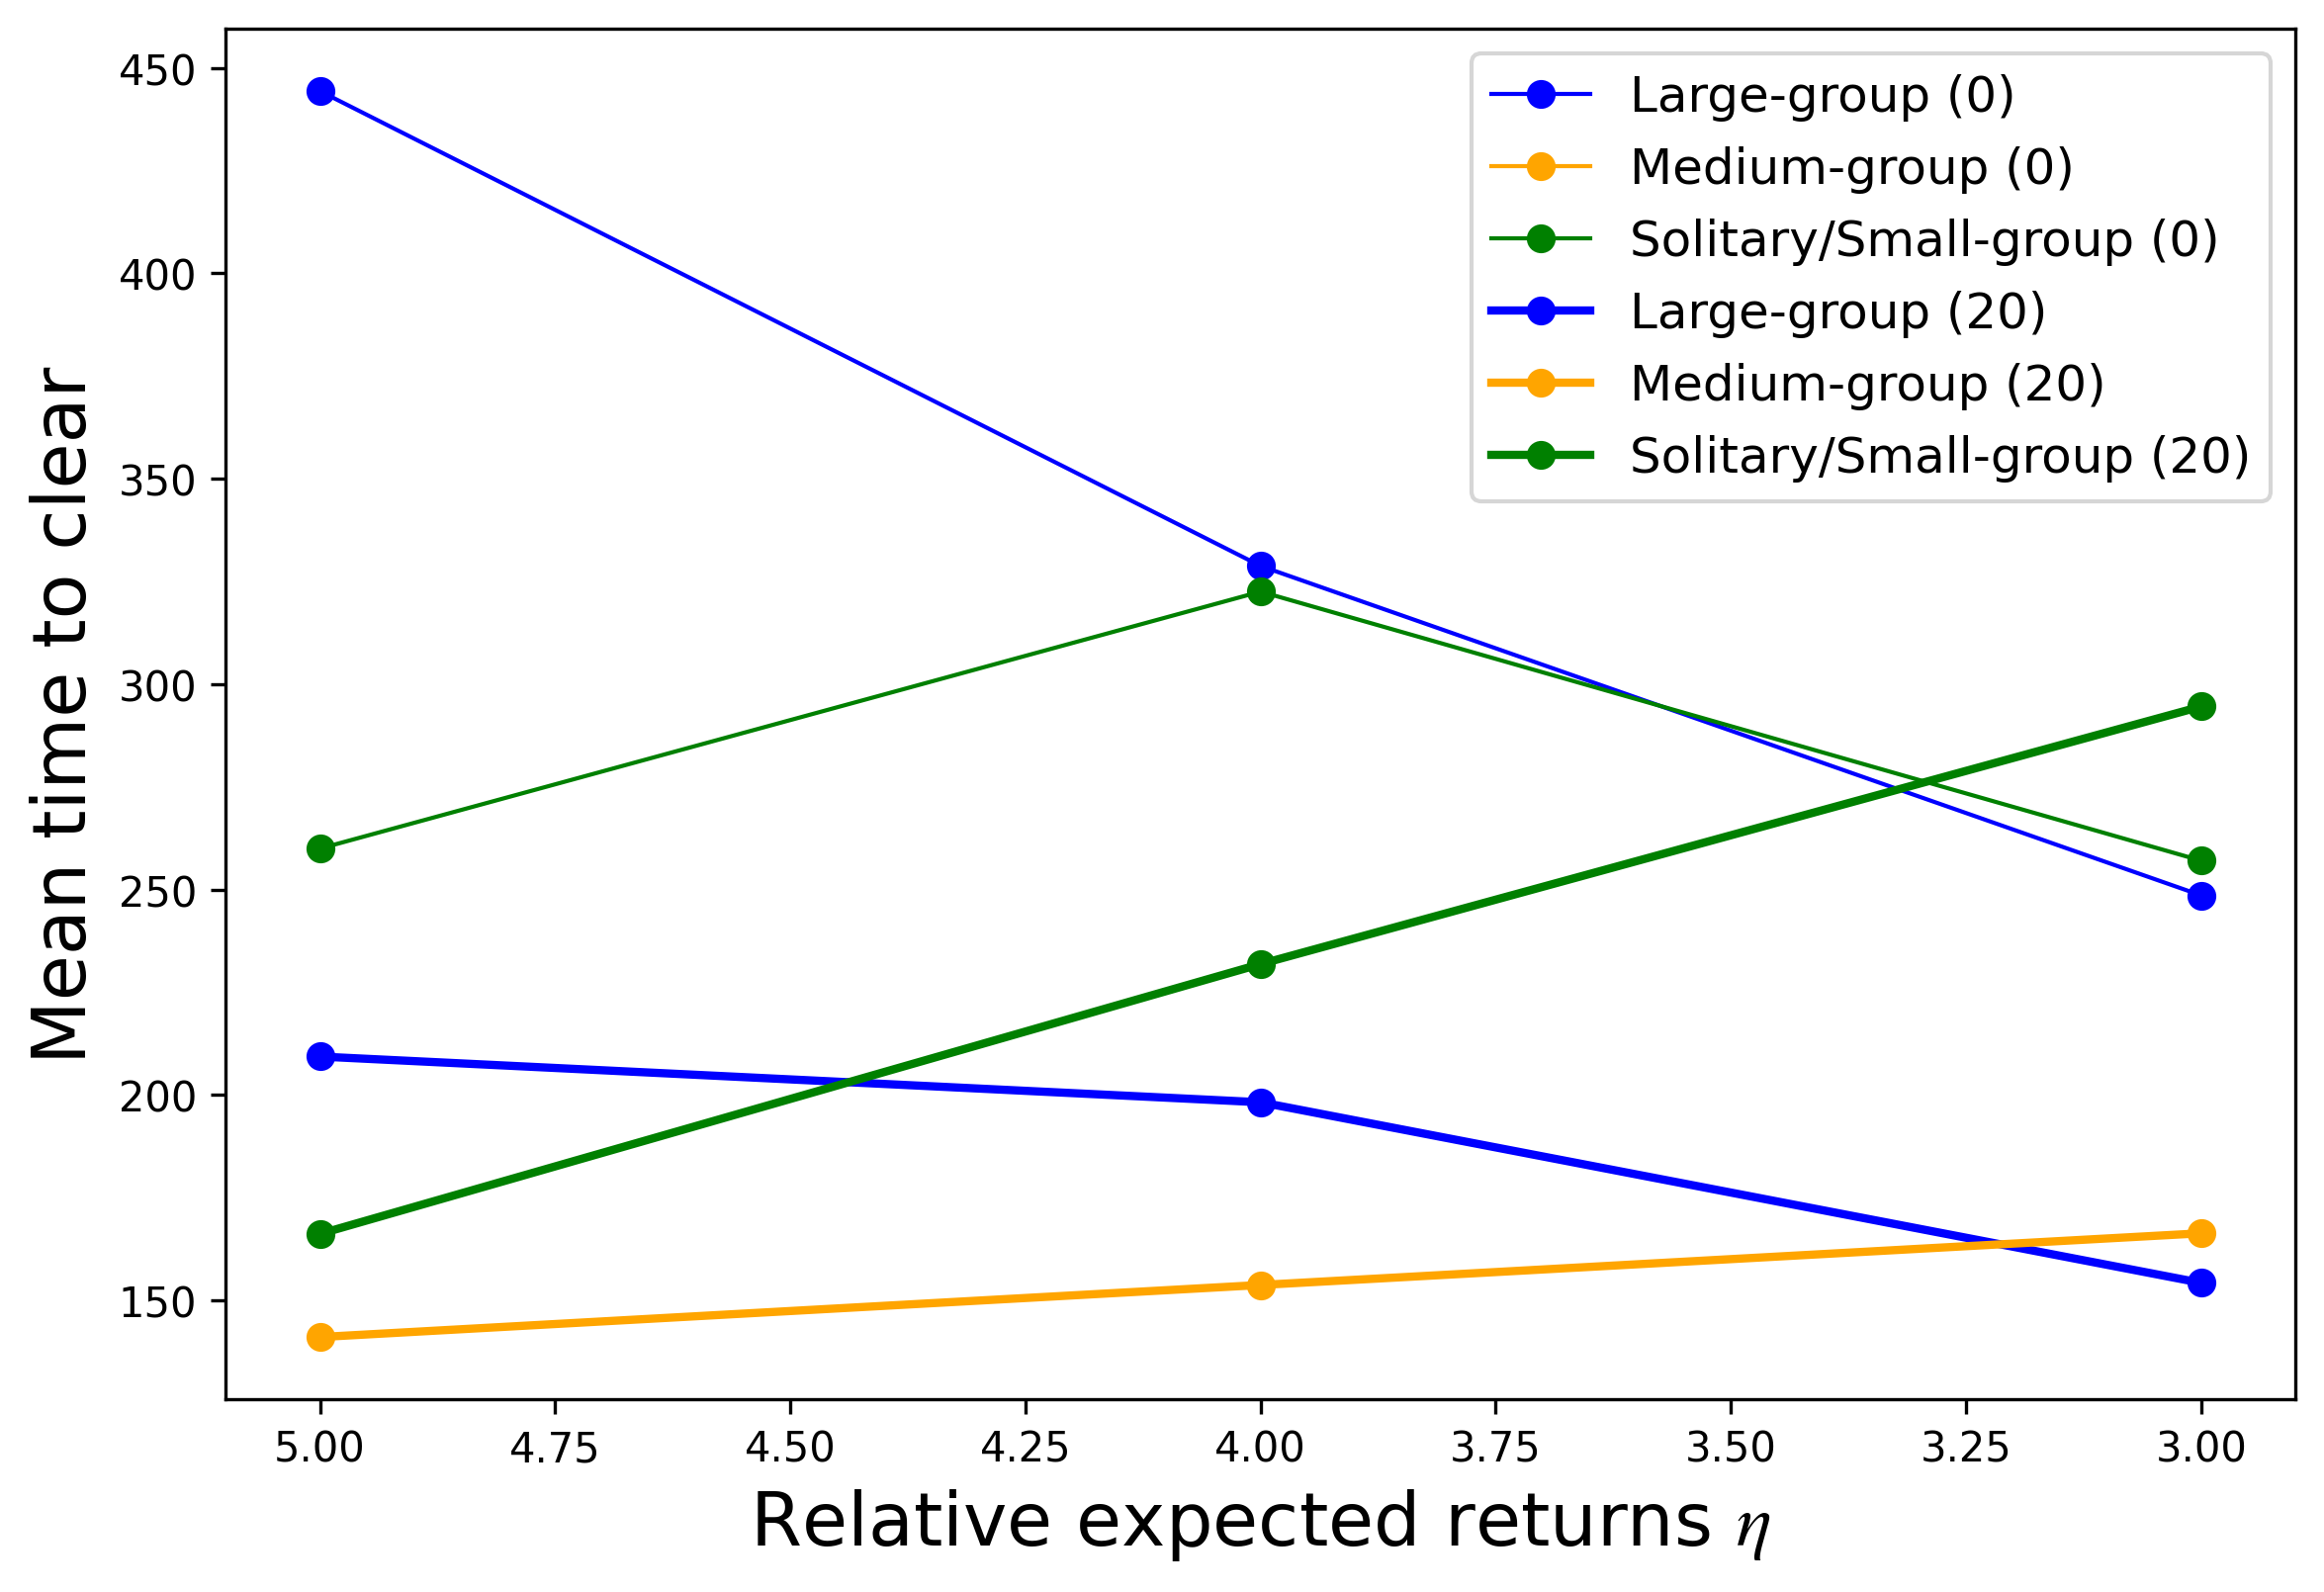 Mean time to clear
450
400
350
300
250
200
150
Large-group (0)
Medium-group (0)
Solitary/Small-group (0)
Large-group (20)
Medium-group (20)
Solitary/Small-group (20)
5.00 4.75 4.50 4.25 4.00 3.75 3.50 3.25 3.00
Relative expected returns η